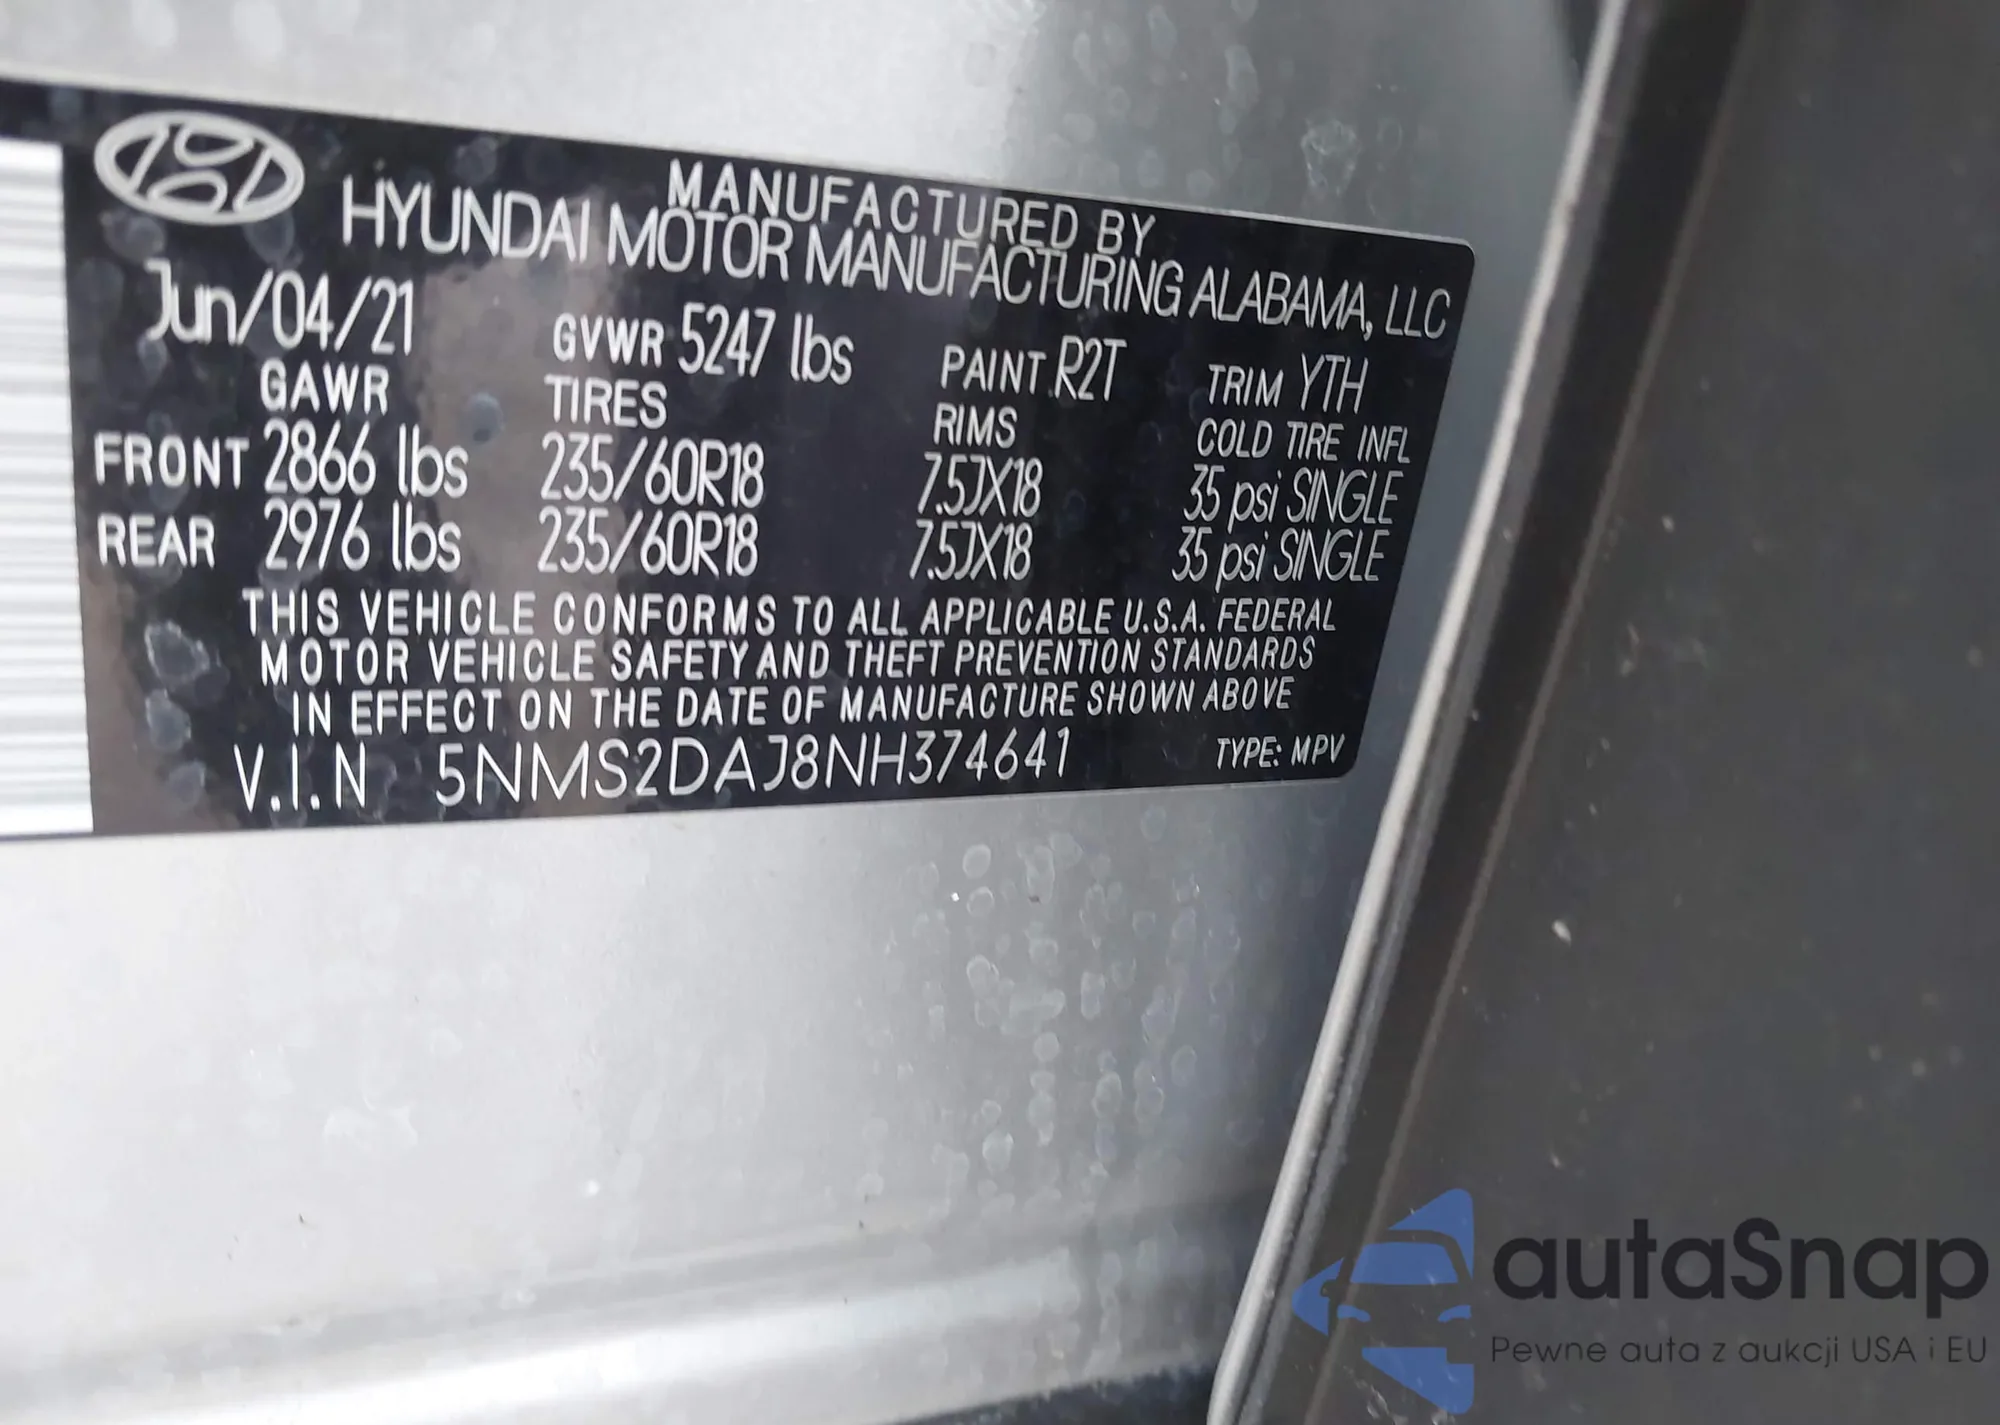 MANUFACTURED BY
HYUNDAI MOTOR MANUFACTURING ALABAMA, LLC
Jun/04/21 GVWR 5247 lbs PAINT R2T TRIM YTH
GAWR TIRES RIMS COLD TIRE INFL
FRONT 2866 lbs 235/60R18 7.5JX18 35 psi SINGLE
REAR 2976 lbs 235/60R18 7.5JX18 35 psi SINGLE
THIS VEHICLE CONFORMS TO ALL APPLICABLE U.S.A. FEDERAL
MOTOR VEHICLE SAFETY AND THEFT PREVENTION STANDARDS
IN EFFECT ON THE DATE OF MANUFACTURE SHOWN ABOVE
V.I.N 5NMS2DAJ8NH374641 TYPE: MPV
autaSnap
Pewne auta z aukcji USA i EU